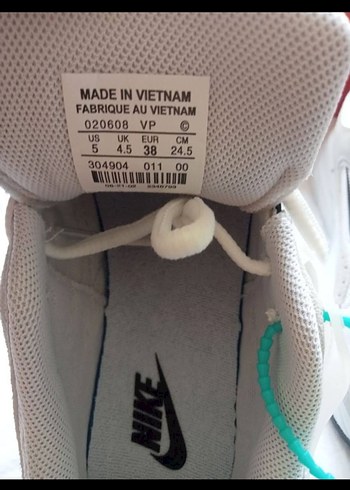 MADE IN VIETNAM
FABRIQUE AU VIETNAM
020608 VP ©
US UK EUR CM
5 4.5 38 24.5
304904 011 00
NIKE